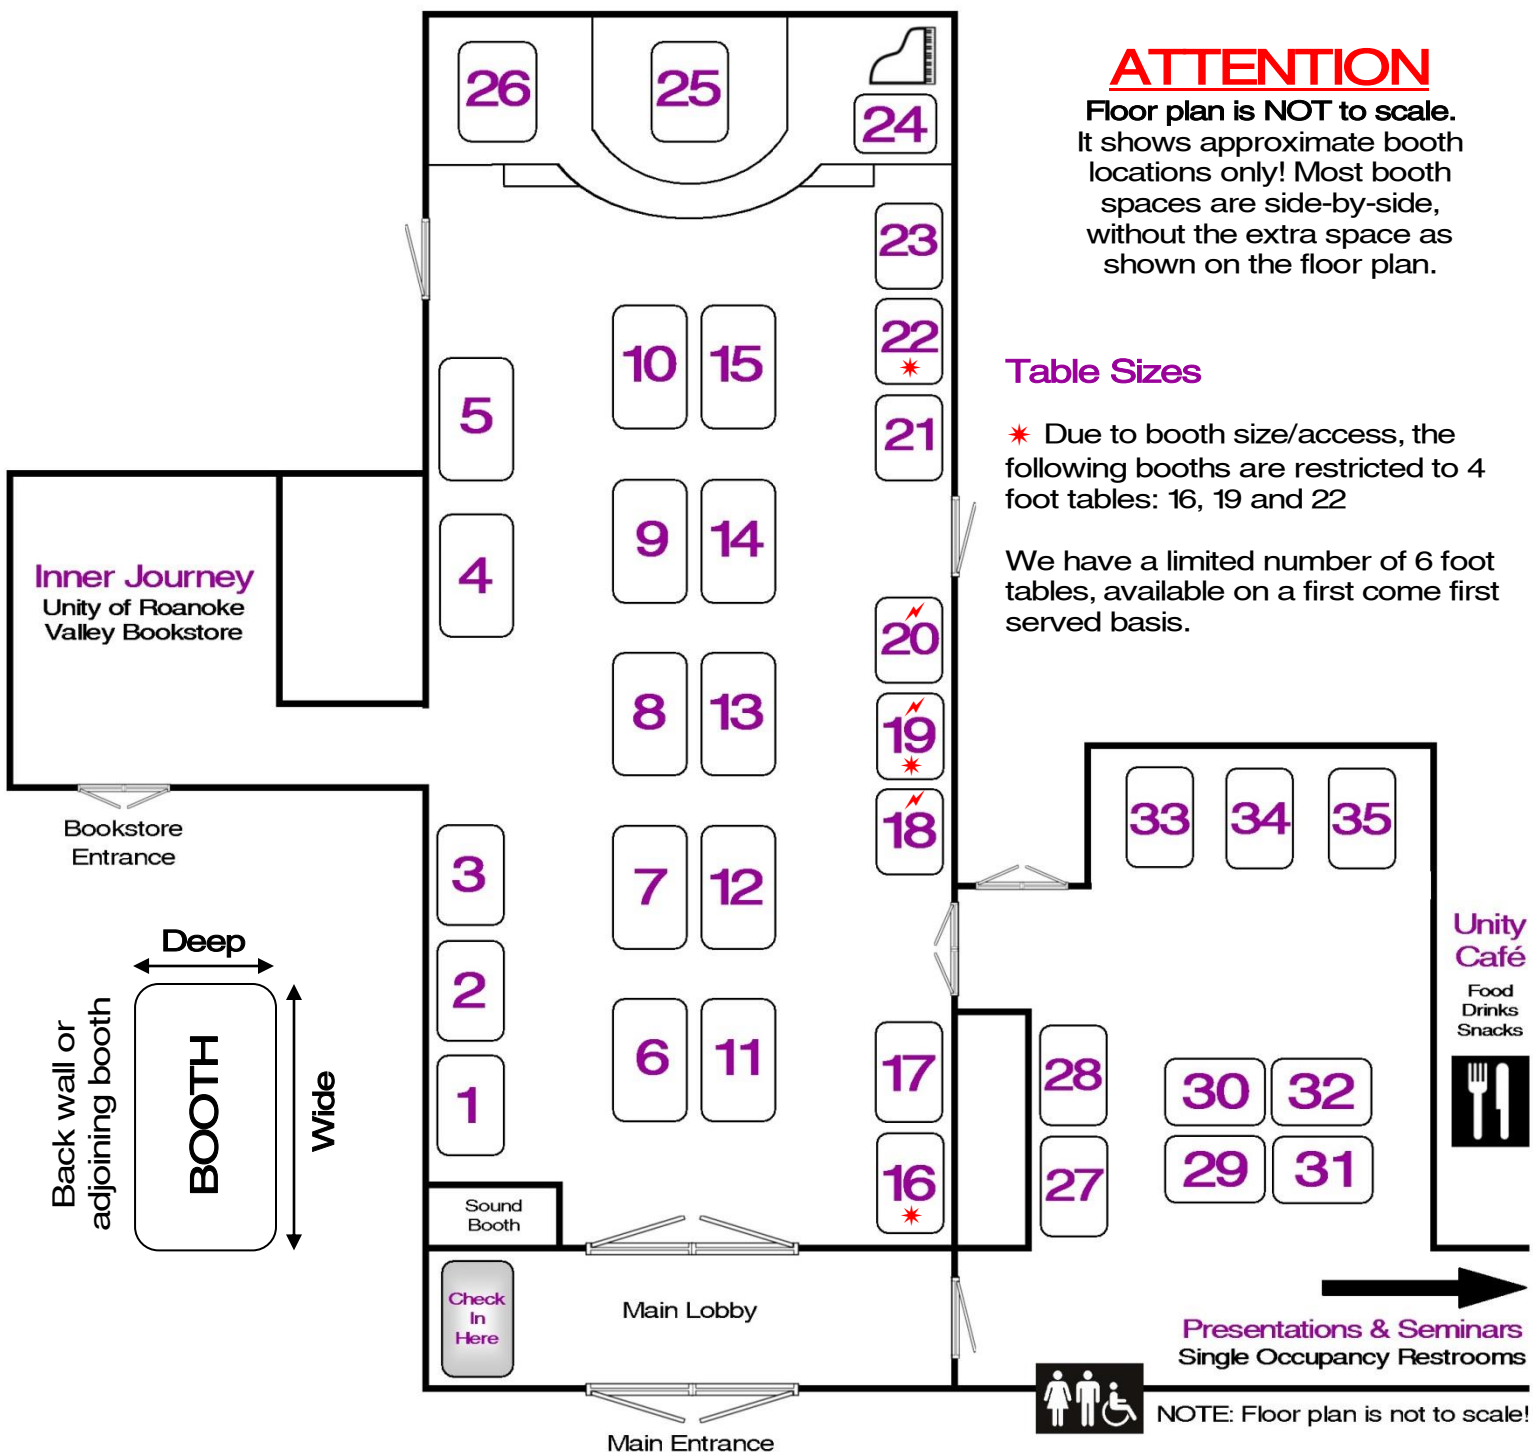 ATTENTION
Floor plan is NOT to scale.
It shows approximate booth
locations only! Most booth
spaces are side-by-side,
without the extra space as
shown on the floor plan.
Table Sizes
Due to booth size/access, the
following booths are restricted to 4
foot tables: 16, 19 and 22
We have a limited number of 6 foot
tables, available on a first come first
served basis.
26
25
24
23
22
21
20
19
18
17
16
10
15
9
14
8
13
7
12
6
11
5
4
3
2
1
Inner Journey
Unity of Roanoke
Valley Bookstore
Bookstore
Entrance
Deep
Wide
BOOTH
Back wall or
adjoining booth
Sound
Booth
Check
In
Here
Main Lobby
Main Entrance
33
34
35
28
27
30
32
29
31
Unity
Café
Food
Drinks
Snacks
Presentations & Seminars
Single Occupancy Restrooms
NOTE: Floor plan is not to scale!